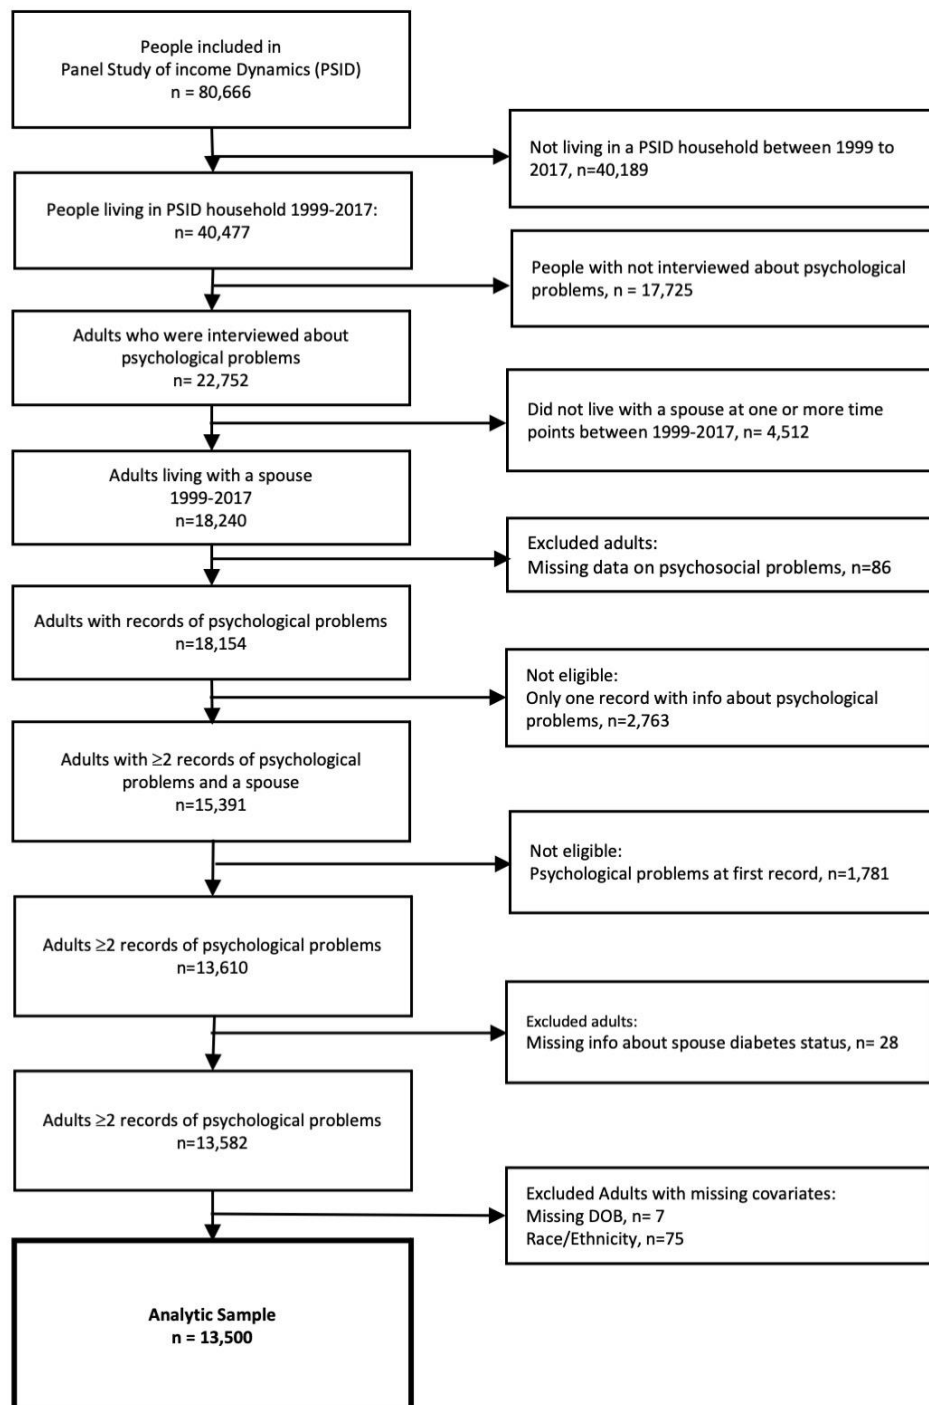 People included in
Panel Study of income Dynamics (PSID)
n = 80,666
Not living in a PSID household between 1999 to
2017, n=40,189
People living in PSID household 1999-2017:
n= 40,477
People with not interviewed about psychological
problems, n = 17,725
Adults who were interviewed about
psychological problems
n= 22,752
Did not live with a spouse at one or more time
points between 1999-2017, n= 4,512
Adults living with a spouse
1999-2017
n=18,240
Excluded adults:
Missing data on psychosocial problems, n=86
Adults with records of psychological problems
n=18,154
Not eligible:
Only one record with info about psychological
problems, n=2,763
Adults with ≥2 records of psychological
problems and a spouse
n=15,391
Not eligible:
Psychological problems at first record, n=1,781
Adults ≥2 records of psychological problems
n=13,610
Excluded adults:
Missing info about spouse diabetes status, n= 28
Adults ≥2 records of psychological problems
n=13,582
Excluded Adults with missing covariates:
Missing DOB, n= 7
Race/Ethnicity, n=75
Analytic Sample
n = 13,500